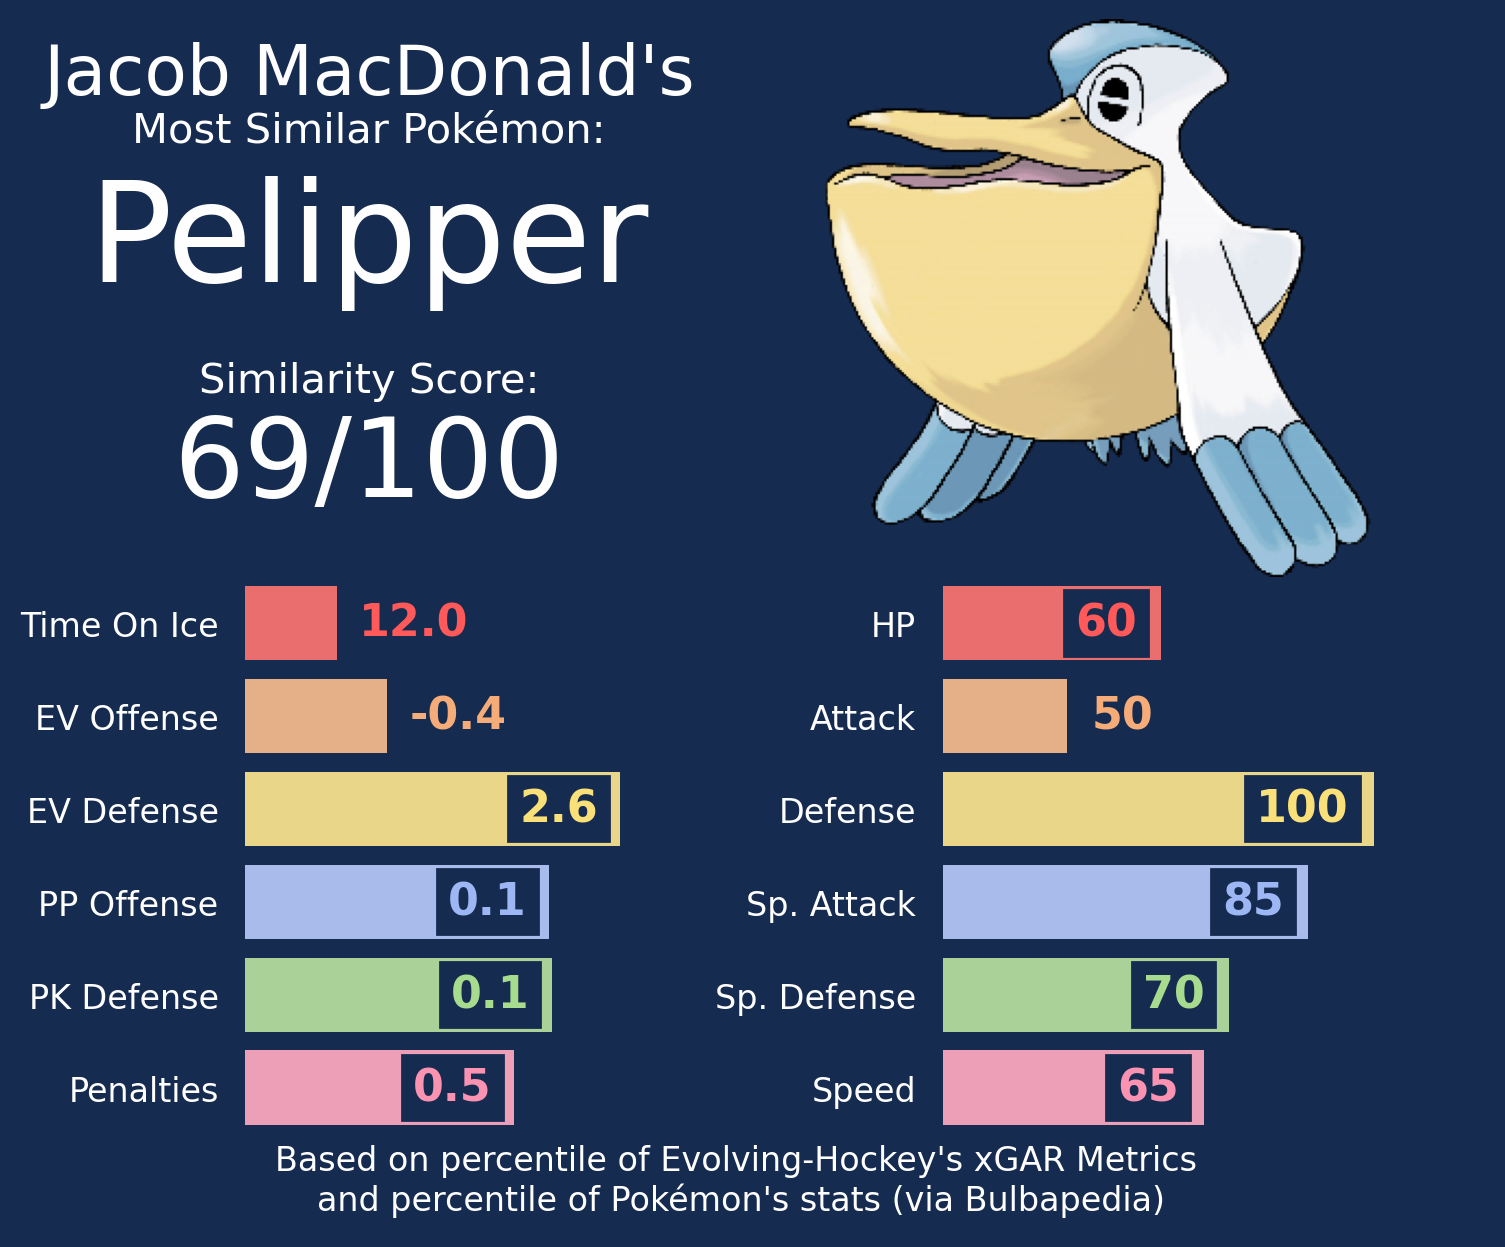 Jacob MacDonald's
Most Similar Pokémon:
Pelipper
Similarity Score:
69/100
Time On Ice 12.0
EV Offense -0.4
EV Defense 2.6
PP Offense 0.1
PK Defense 0.1
Penalties 0.5
HP 60
Attack 50
Defense 100
Sp. Attack 85
Sp. Defense 70
Speed 65
Based on percentile of Evolving-Hockey's xGAR Metrics
and percentile of Pokémon's stats (via Bulbapedia)